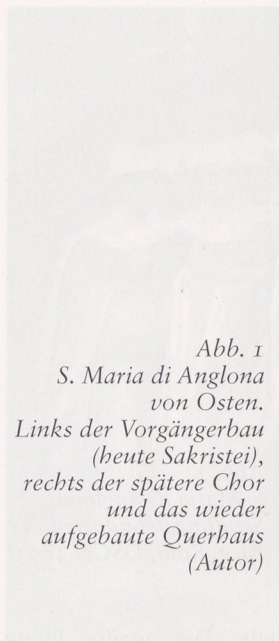 Abb. 1
S. Maria di Anglona
von Osten.
Links der Vorgängerbau
(heute Sakristei),
rechts der spätere Chor
und das wieder
aufgebaute Querhaus
(Autor)